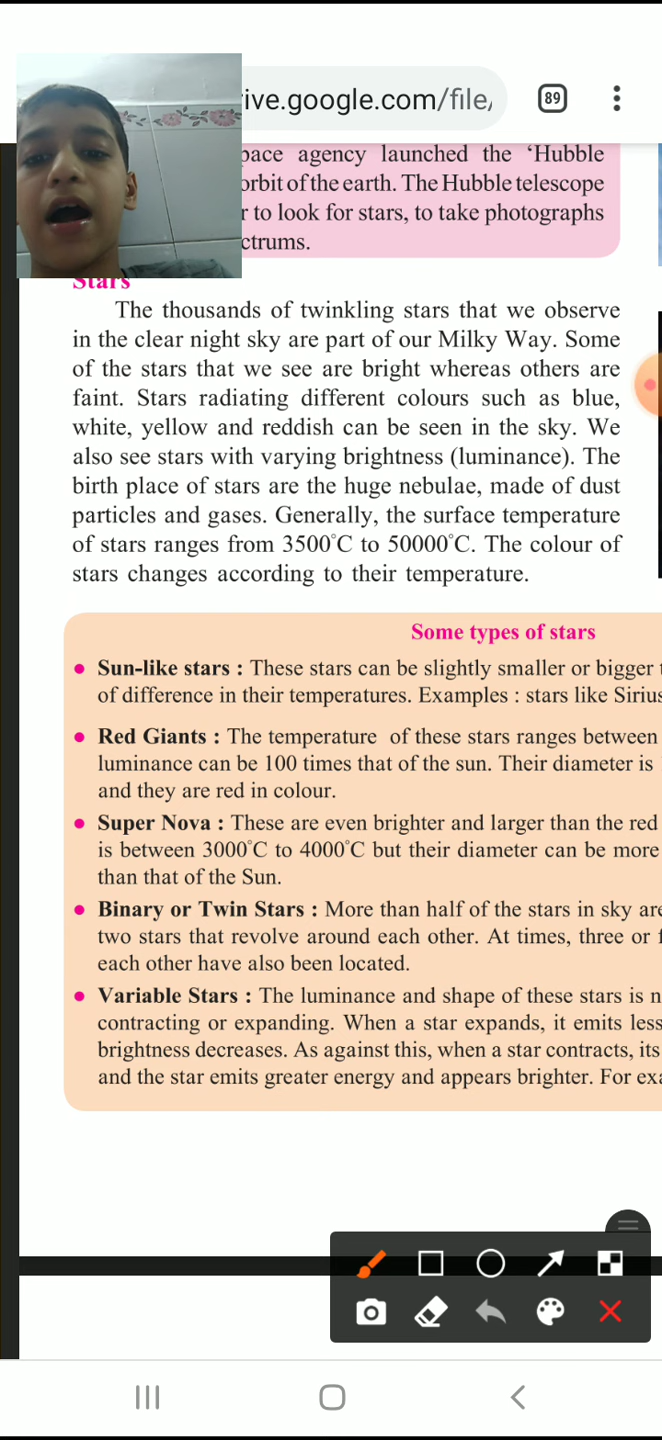 ive.google.com/file/
89
pace agency launched the ‘Hubble
orbit of the earth. The Hubble telescope
r to look for stars, to take photographs
ctrums.
Stars
The thousands of twinkling stars that we observe
in the clear night sky are part of our Milky Way. Some
of the stars that we see are bright whereas others are
faint. Stars radiating different colours such as blue,
white, yellow and reddish can be seen in the sky. We
also see stars with varying brightness (luminance). The
birth place of stars are the huge nebulae, made of dust
particles and gases. Generally, the surface temperature
of stars ranges from 3500°C to 50000°C. The colour of
stars changes according to their temperature.
Some types of stars
• Sun-like stars : These stars can be slightly smaller or bigger t
of difference in their temperatures. Examples : stars like Sirius
• Red Giants : The temperature of these stars ranges between
luminance can be 100 times that of the sun. Their diameter is
and they are red in colour.
• Super Nova : These are even brighter and larger than the red
is between 3000°C to 4000°C but their diameter can be more
than that of the Sun.
• Binary or Twin Stars : More than half of the stars in sky are
two stars that revolve around each other. At times, three or f
each other have also been located.
• Variable Stars : The luminance and shape of these stars is n
contracting or expanding. When a star expands, it emits less
brightness decreases. As against this, when a star contracts, its
and the star emits greater energy and appears brighter. For exa